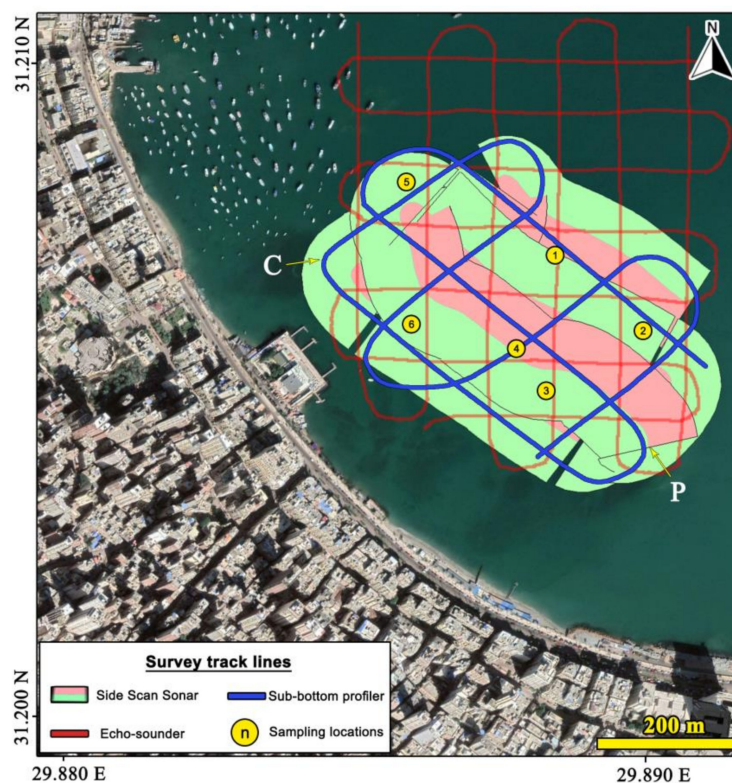 31.210 N
N
5
1
C
2
6
4
3
P
Survey track lines
Side Scan Sonar
Sub-bottom profiler
Echo-sounder
n Sampling locations
31.200 N
200 m
29.880 E
29.890 E